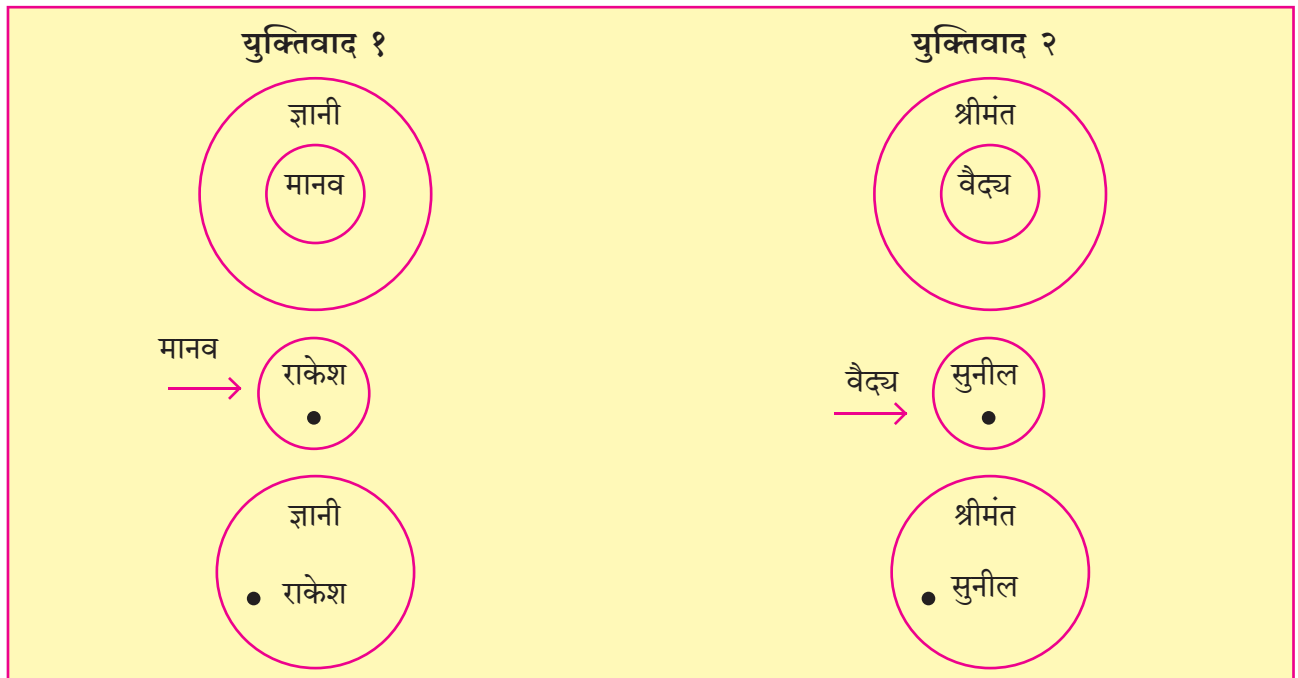 युक्तिवाद १
ज्ञानी
मानव
मानव
राकेश
ज्ञानी
राकेश
युक्तिवाद २
श्रीमंत
वैद्य
वैद्य
सुनील
श्रीमंत
सुनील